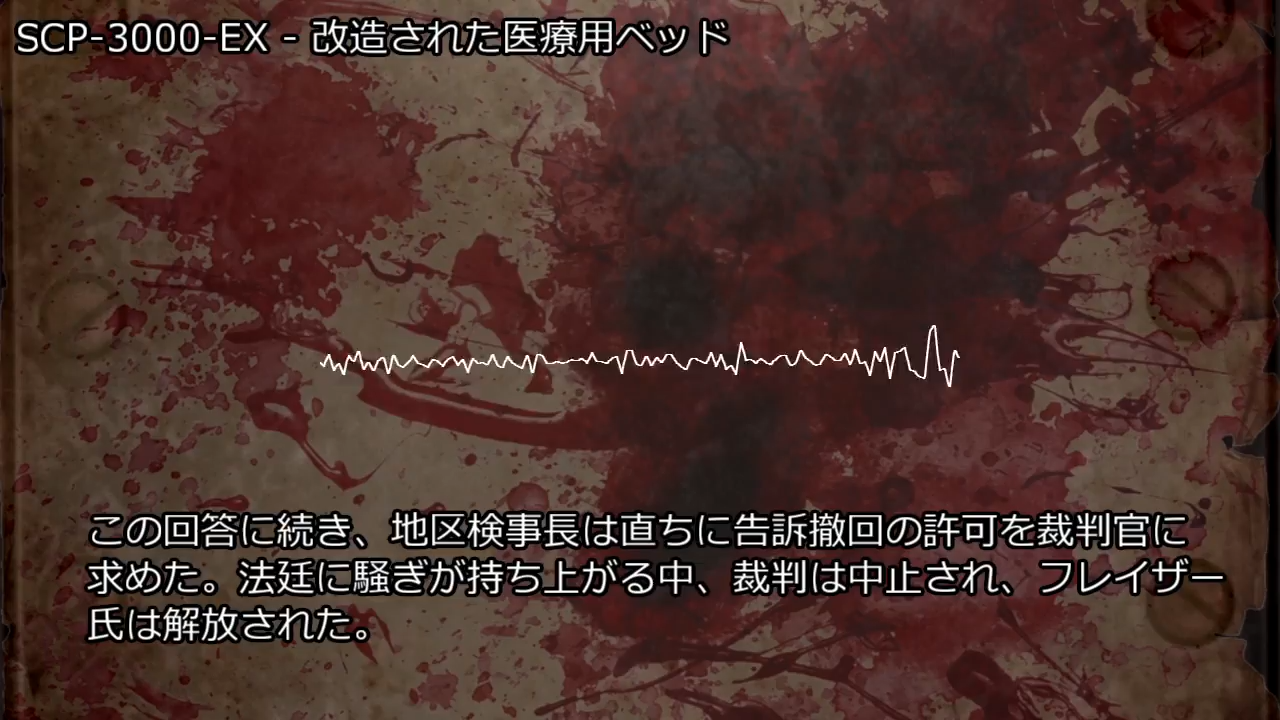 SCP-3000-EX - 改造された医療用ベッド
この回答に続き、地区検事長は直ちに告訴撤回の許可を裁判官に
求めた。法廷に騒ぎが持ち上がる中、裁判は中止され、フレイザー
氏は解放された。